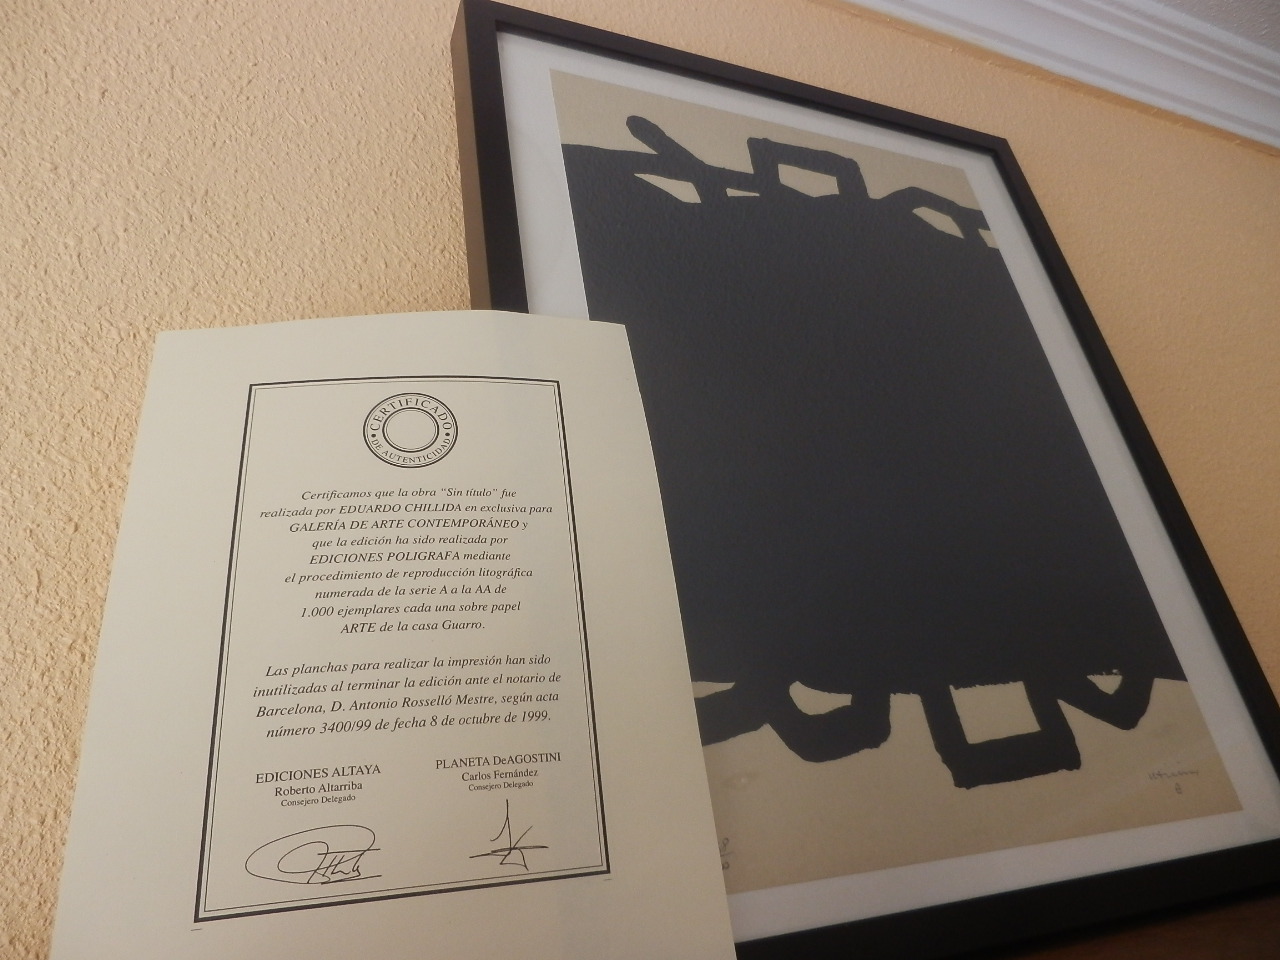 CERTIFICADO
DE AUTENTICIDAD
Certificamos que la obra "Sin título" fue
realizada por EDUARDO CHILLIDA en exclusiva para
GALERÍA DE ARTE CONTEMPORÁNEO y
que la edición ha sido realizada por
EDICIONES POLIGRAFA mediante
el procedimiento de reproducción litográfica
numerada de la serie A a la AA de
1.000 ejemplares cada una sobre papel
ARTE de la casa Guarro.
Las planchas para realizar la impresión han sido
inutilizadas al terminar la edición ante el notario de
Barcelona, D. Antonio Rosselló Mestre, según acta
número 3400/99 de fecha 8 de octubre de 1999.
EDICIONES ALTAYA
Roberto Altarriba
Consejero Delegado
PLANETA DeAGOSTINI
Carlos Fernández
Consejero Delegado